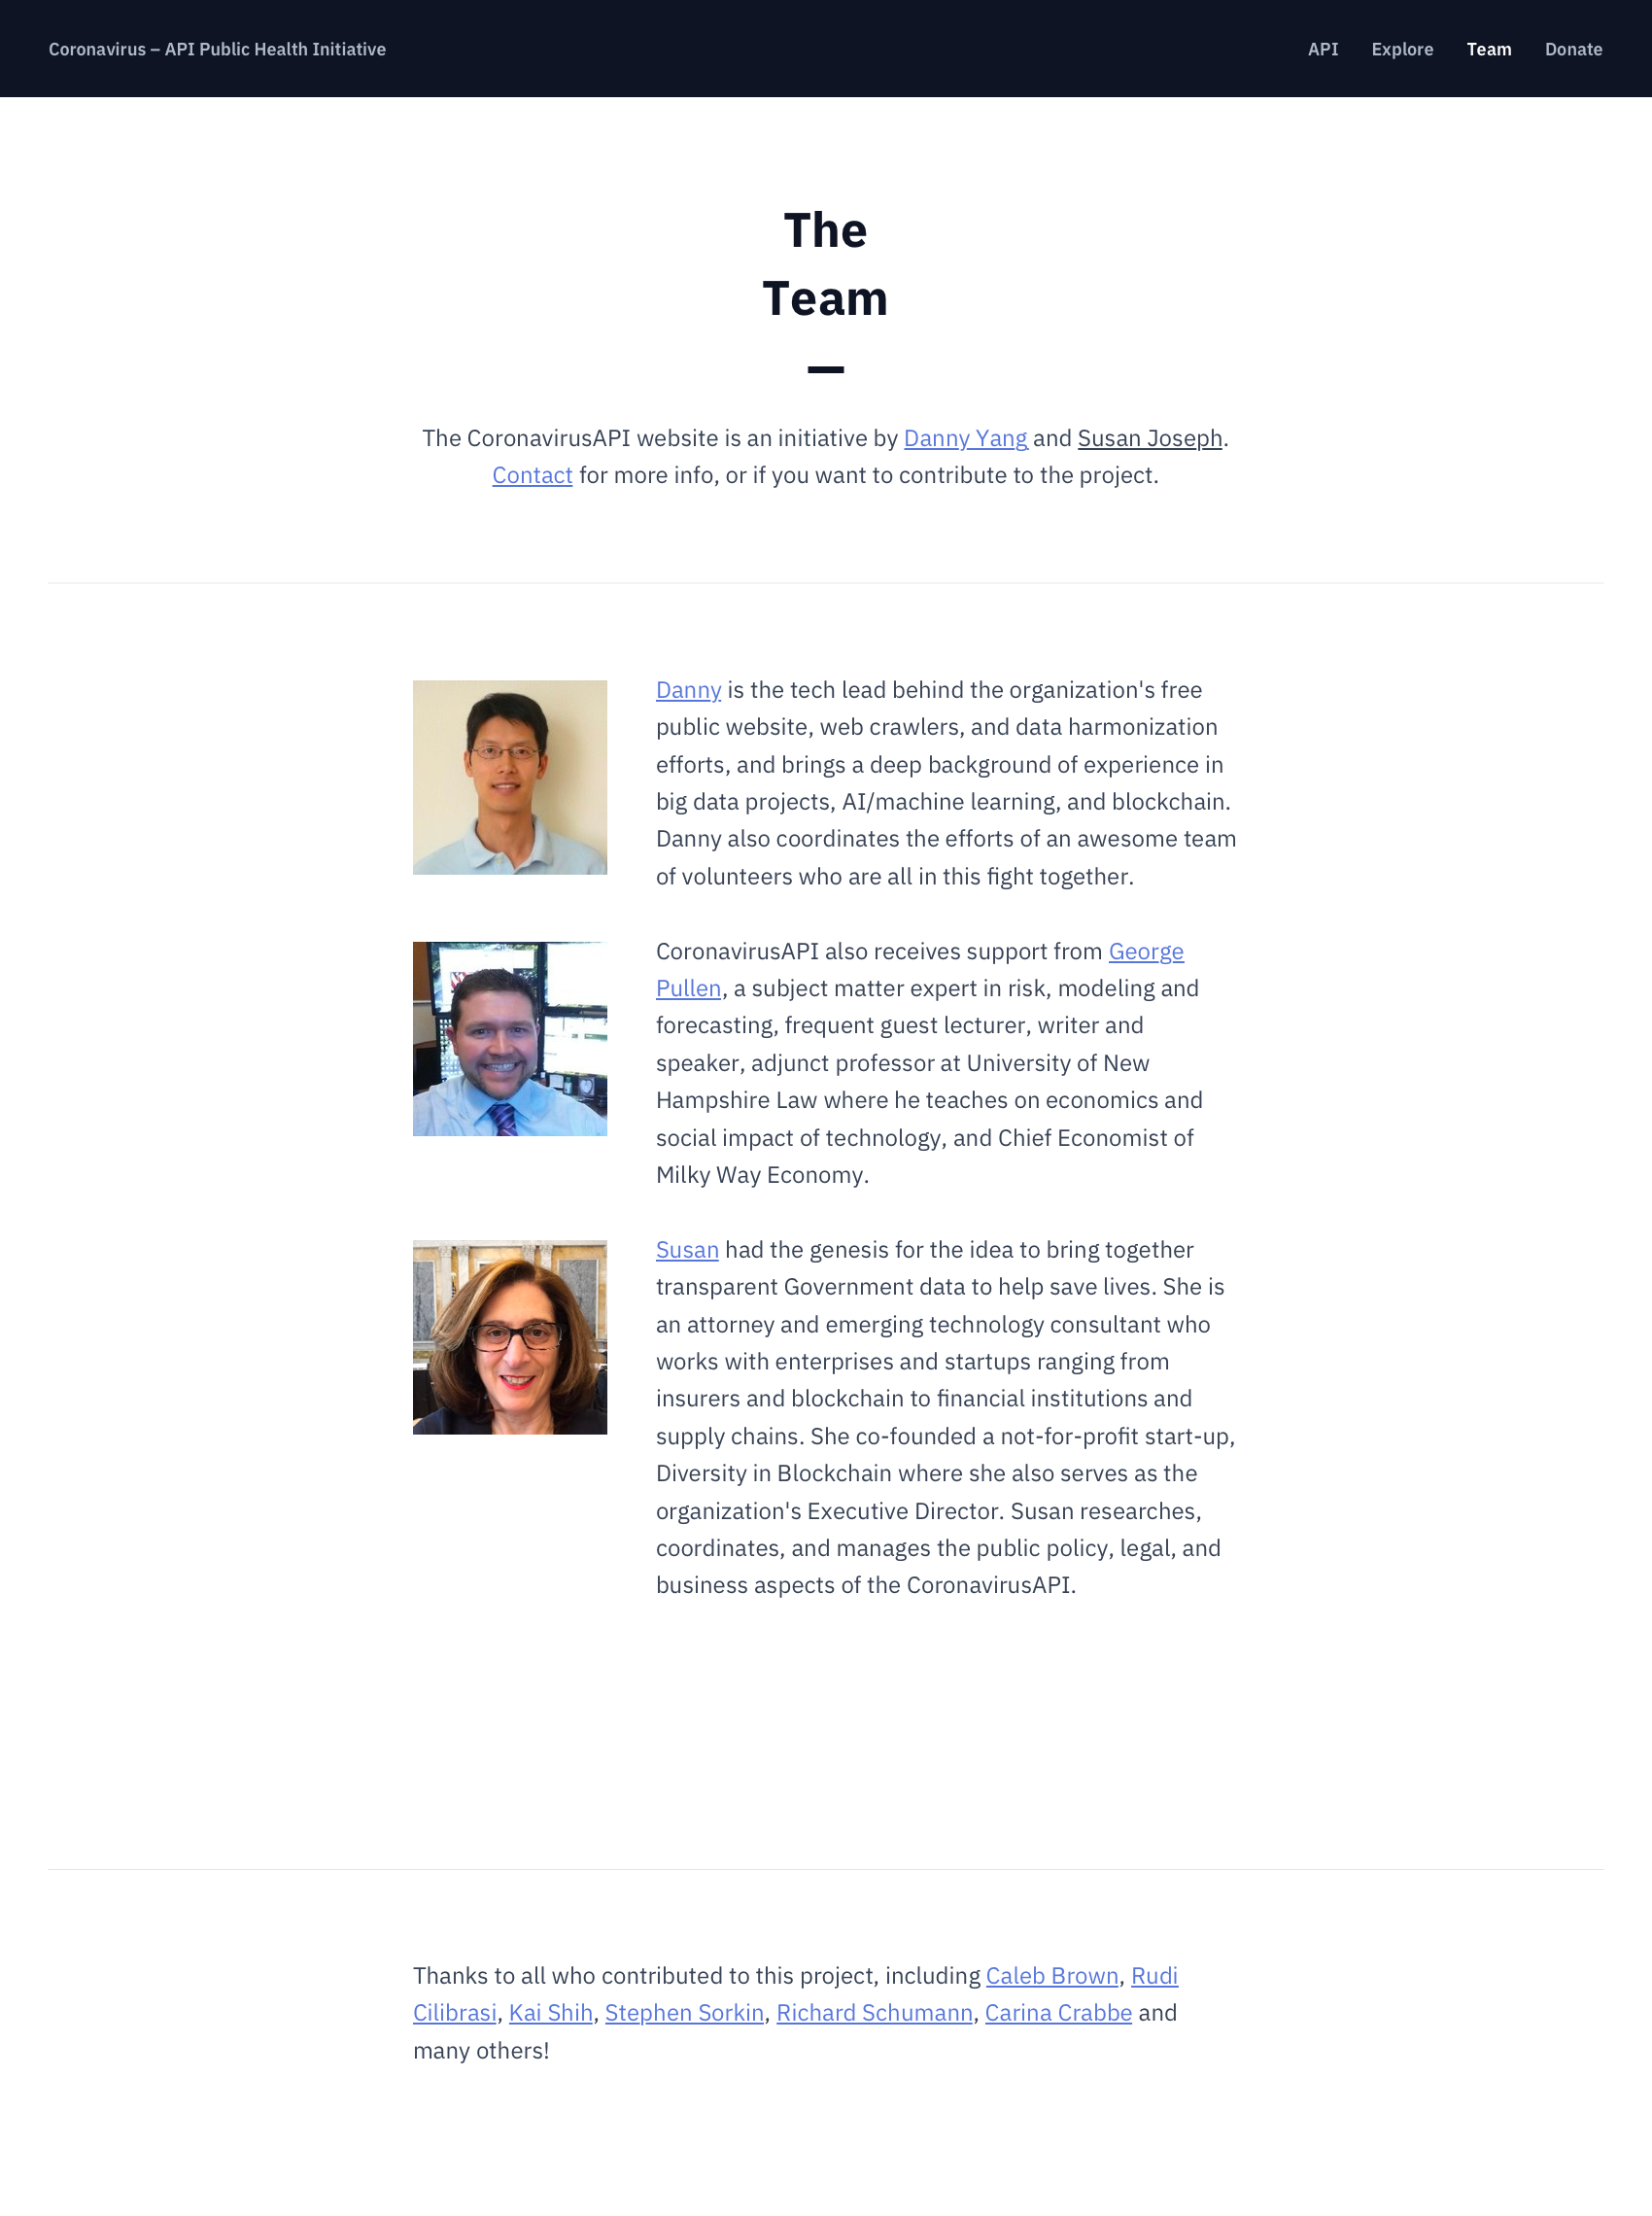 Coronavirus – API Public Health Initiative
API Explore Team Donate
The
Team
—
The CoronavirusAPI website is an initiative by Danny Yang and Susan Joseph.
Contact for more info, or if you want to contribute to the project.
Danny is the tech lead behind the organization's free
public website, web crawlers, and data harmonization
efforts, and brings a deep background of experience in
big data projects, AI/machine learning, and blockchain.
Danny also coordinates the efforts of an awesome team
of volunteers who are all in this fight together.
CoronavirusAPI also receives support from George
Pullen, a subject matter expert in risk, modeling and
forecasting, frequent guest lecturer, writer and
speaker, adjunct professor at University of New
Hampshire Law where he teaches on economics and
social impact of technology, and Chief Economist of
Milky Way Economy.
Susan had the genesis for the idea to bring together
transparent Government data to help save lives. She is
an attorney and emerging technology consultant who
works with enterprises and startups ranging from
insurers and blockchain to financial institutions and
supply chains. She co-founded a not-for-profit start-up,
Diversity in Blockchain where she also serves as the
organization's Executive Director. Susan researches,
coordinates, and manages the public policy, legal, and
business aspects of the CoronavirusAPI.
Thanks to all who contributed to this project, including Caleb Brown, Rudi
Cilibrasi, Kai Shih, Stephen Sorkin, Richard Schumann, Carina Crabbe and
many others!